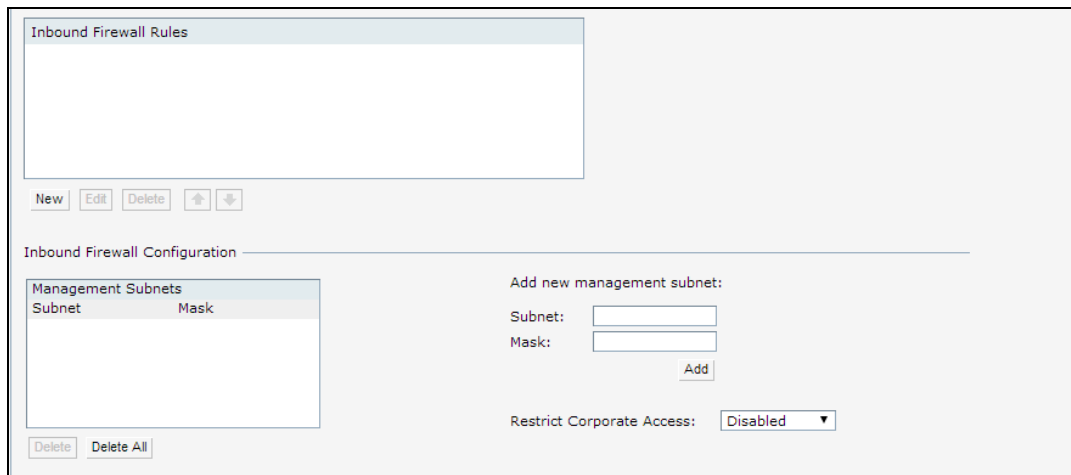 Inbound Firewall Rules
New Edit Delete
Inbound Firewall Configuration
Management Subnets
Subnet Mask
Delete Delete All
Add new management subnet:
Subnet:
Mask:
Add
Restrict Corporate Access: Disabled